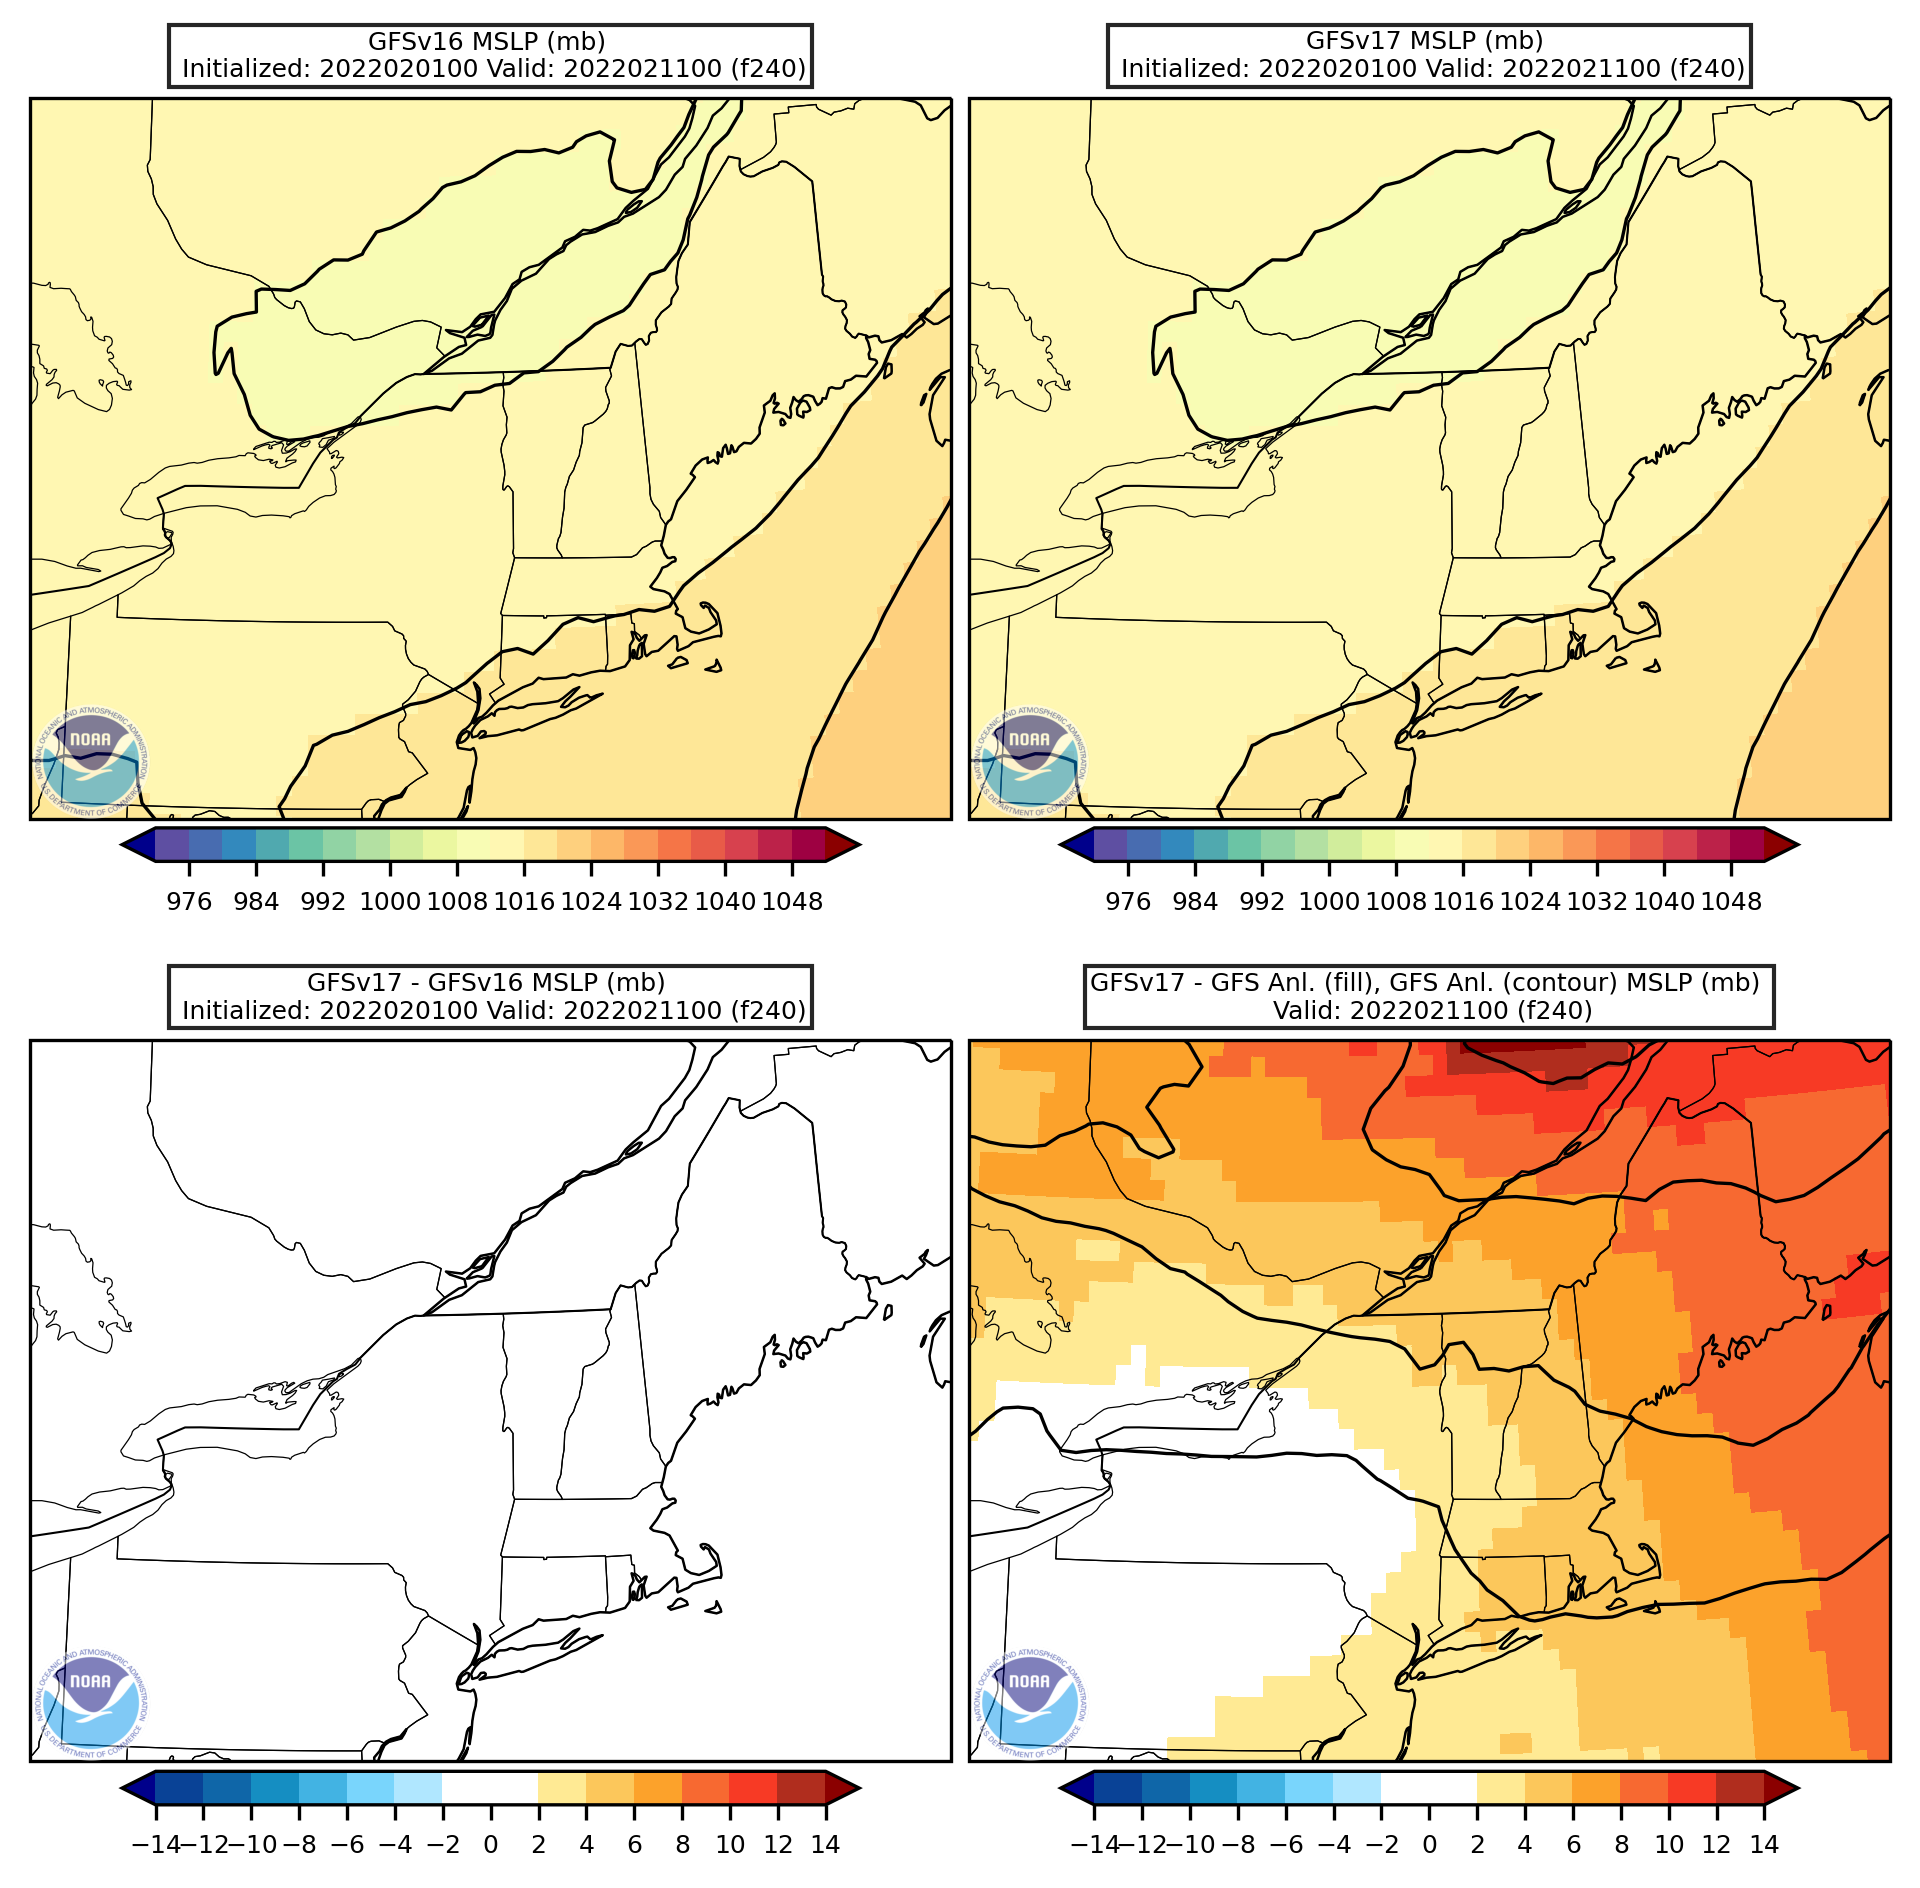 GFSv16 MSLP (mb)
Initialized: 2022020100 Valid: 2022021100 (f240)
GFSv17 MSLP (mb)
Initialized: 2022020100 Valid: 2022021100 (f240)
NATIONAL OCEANIC AND ATMOSPHERIC ADMINISTRATION
NOAA
U.S. DEPARTMENT OF COMMERCE
NATIONAL OCEANIC AND ATMOSPHERIC ADMINISTRATION
NOAA
U.S. DEPARTMENT OF COMMERCE
976 984 992 1000 1008 1016 1024 1032 1040 1048
976 984 992 1000 1008 1016 1024 1032 1040 1048
GFSv17 - GFSv16 MSLP (mb)
Initialized: 2022020100 Valid: 2022021100 (f240)
GFSv17 - GFS Anl. (fill), GFS Anl. (contour) MSLP (mb)
Valid: 2022021100 (f240)
NATIONAL OCEANIC AND ATMOSPHERIC ADMINISTRATION
NOAA
U.S. DEPARTMENT OF COMMERCE
NATIONAL OCEANIC AND ATMOSPHERIC ADMINISTRATION
NOAA
U.S. DEPARTMENT OF COMMERCE
−14 −12 −10 −8 −6 −4 −2 0 2 4 6 8 10 12 14
−14 −12 −10 −8 −6 −4 −2 0 2 4 6 8 10 12 14